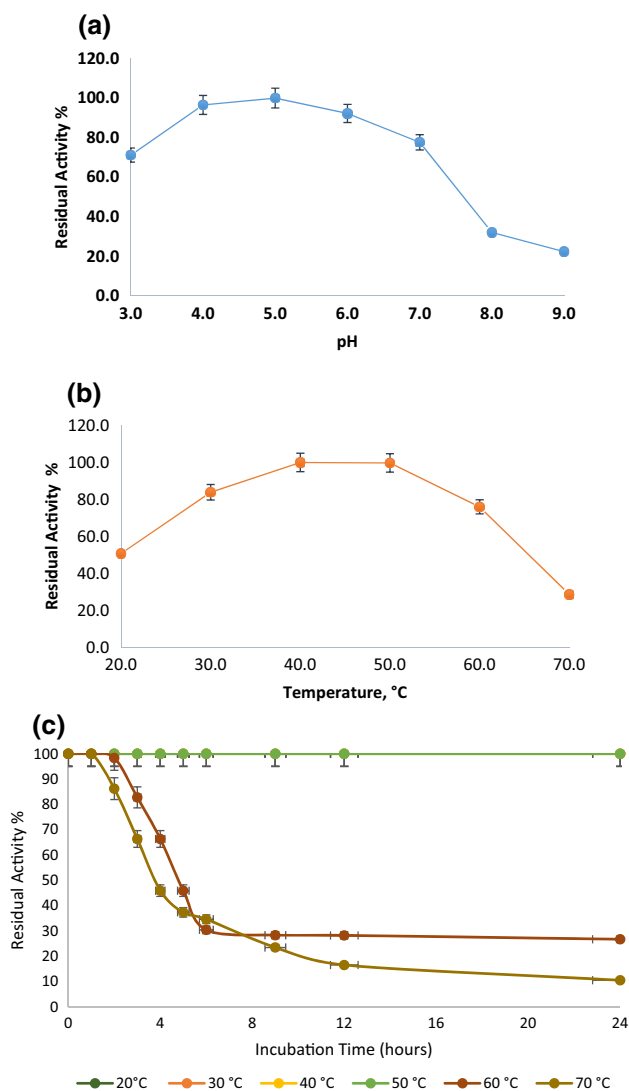 (a)
120.0
100.0
80.0
60.0
40.0
20.0
0.0
Residual Activity %
3.0 4.0 5.0 6.0 7.0 8.0 9.0
pH
(b)
120.0
100.0
80.0
60.0
40.0
20.0
0.0
Residual Activity %
20.0 30.0 40.0 50.0 60.0 70.0
Temperature, °C
(c)
100
90
80
70
60
50
40
30
20
10
0
Residual Activity %
0 4 8 12 16 20 24
Incubation Time (hours)
20°C 30 °C 40 °C 50 °C 60 °C 70 °C